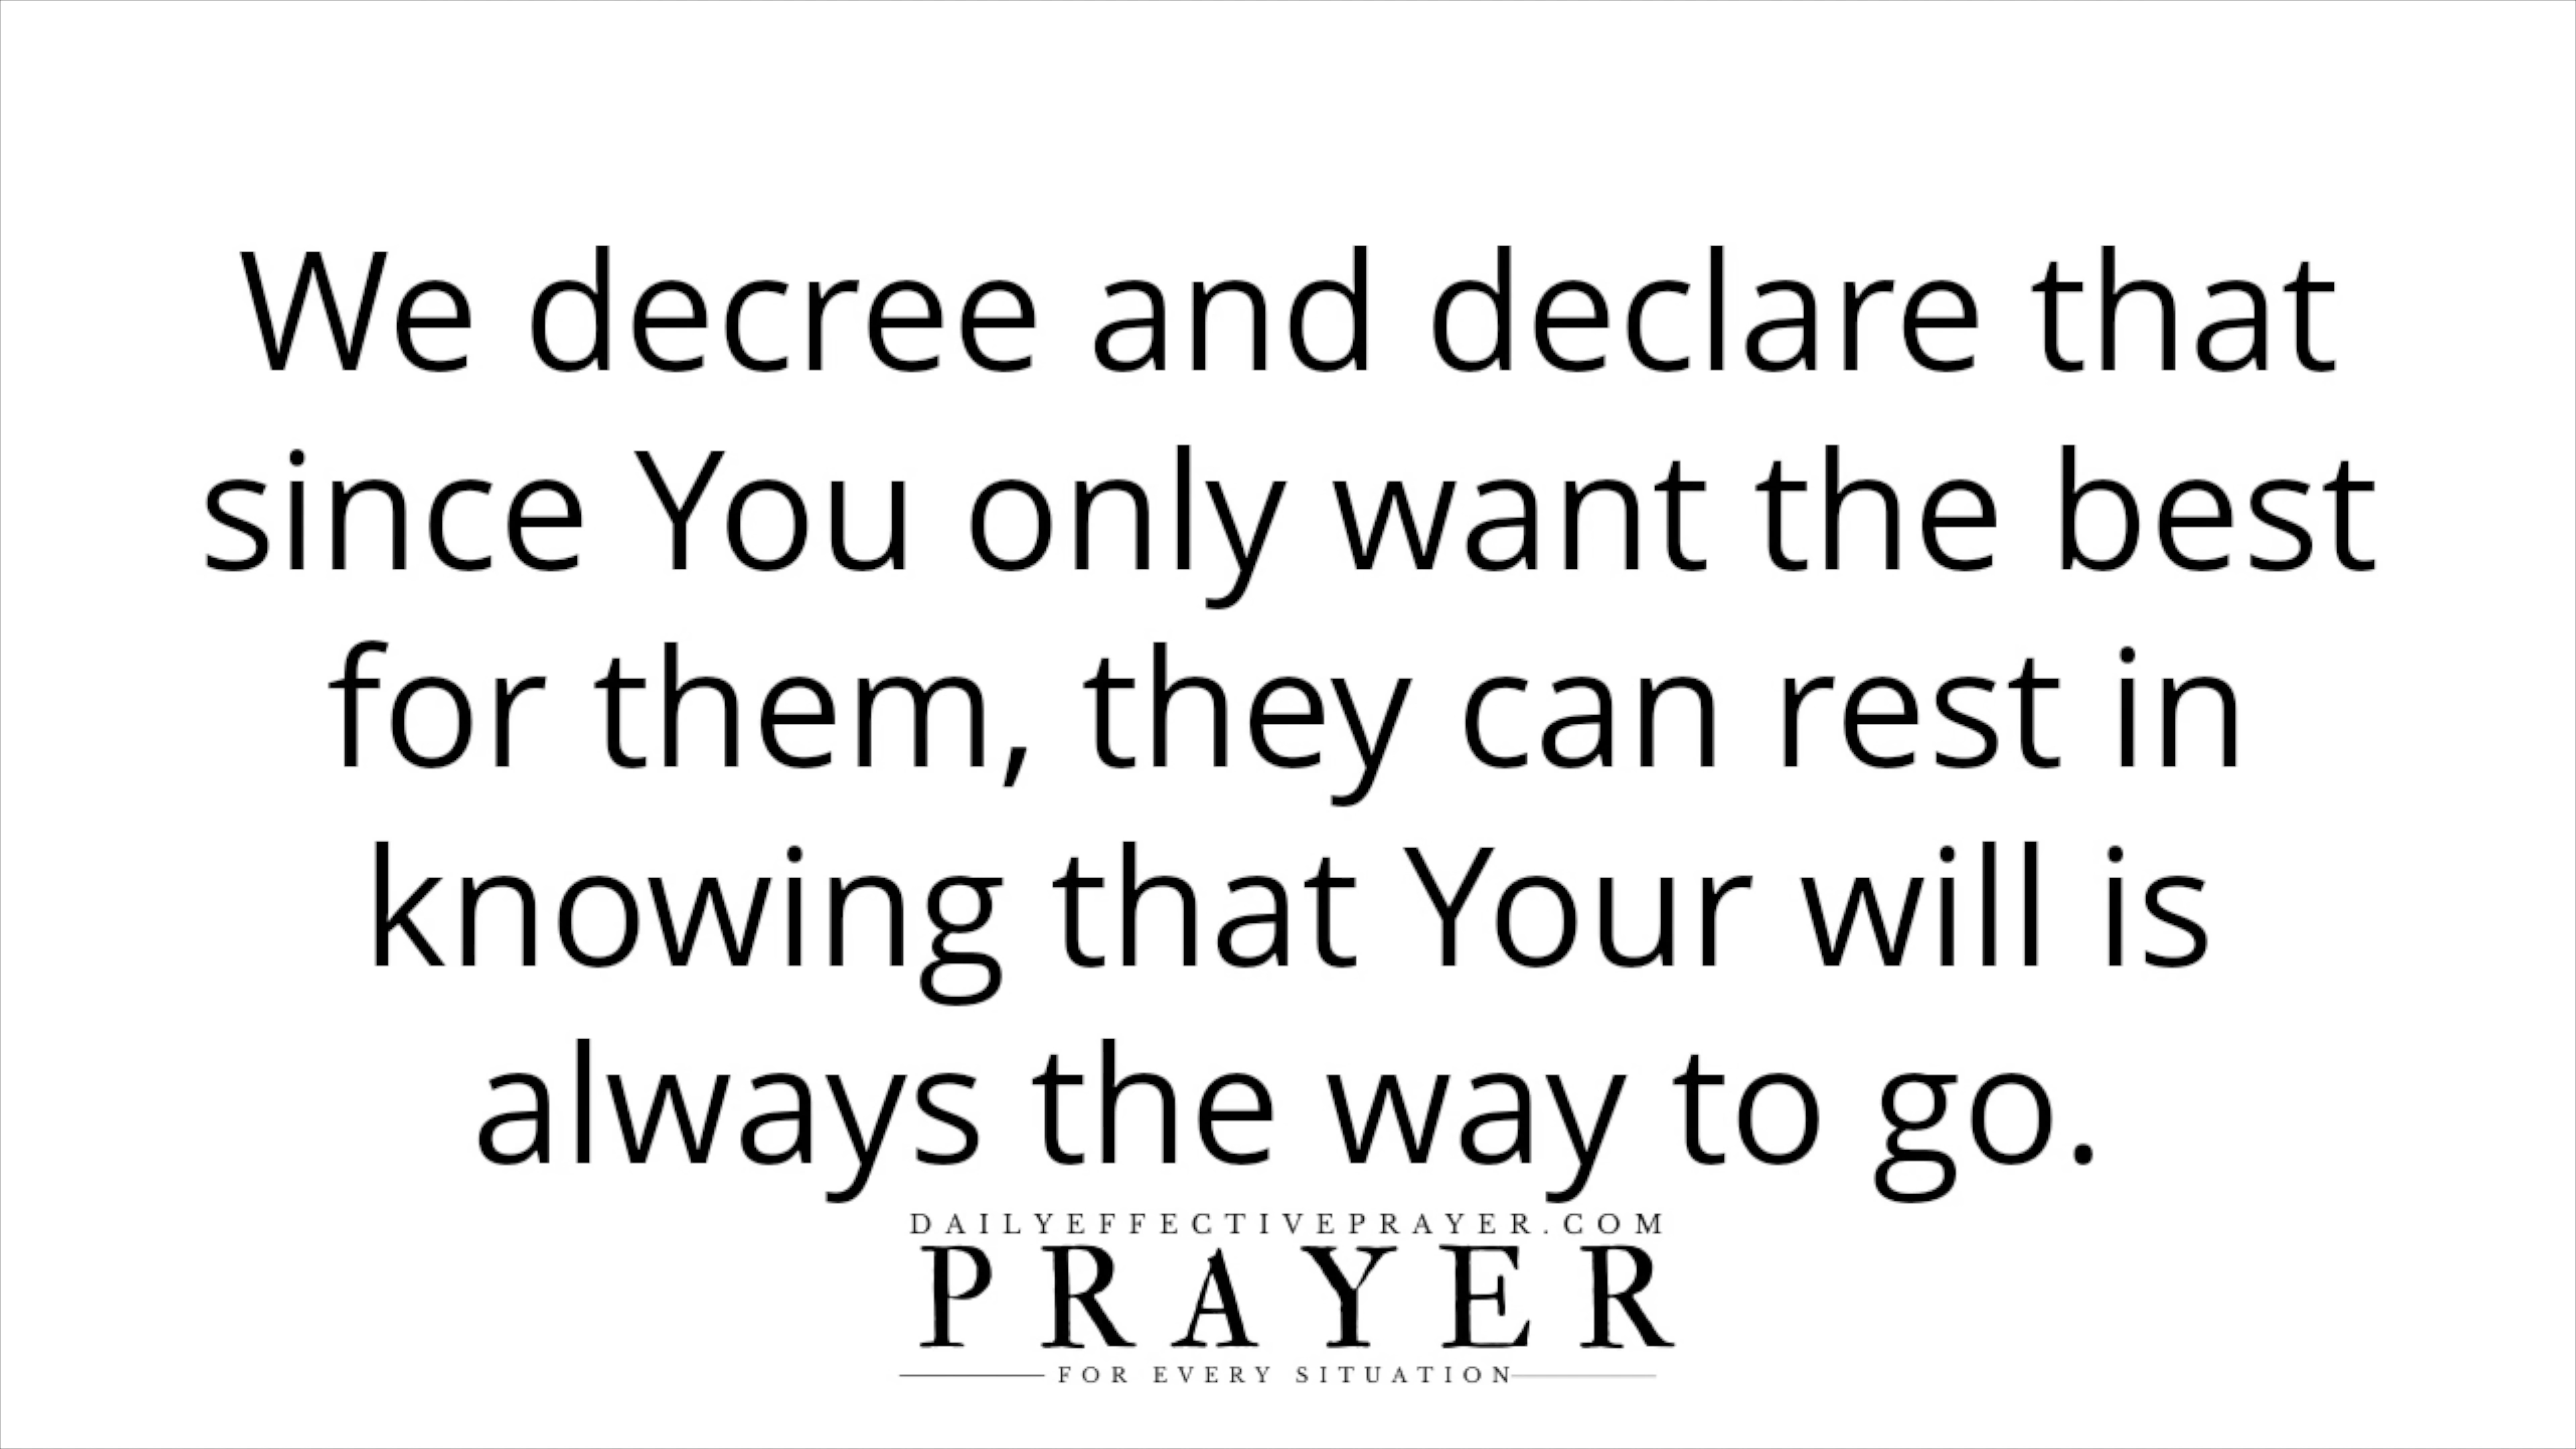 We decree and declare that
since You only want the best
for them, they can rest in
knowing that Your will is
always the way to go.
DAILYEFFECTIVEPRAYER.COM
PRAYER
FOR EVERY SITUATION